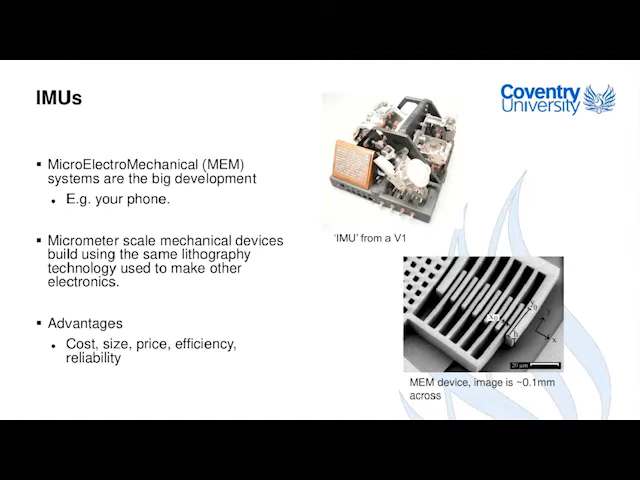 IMUs
Coventry
University
MicroElectroMechanical (MEM)
systems are the big development
E.g. your phone.
Micrometer scale mechanical devices
build using the same lithography
technology used to make other
electronics.
Advantages
Cost, size, price, efficiency,
reliability
'IMU' from a V1
20 µm
MEM device, image is ~0.1mm
across